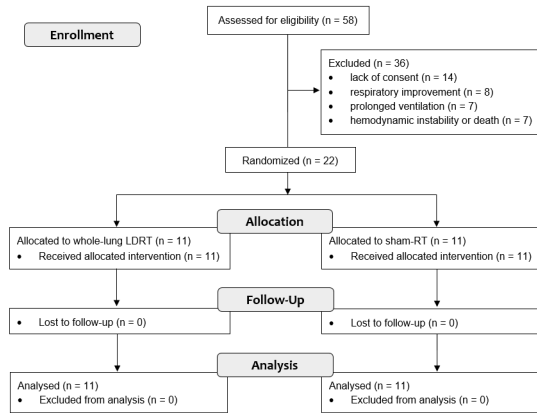 Assessed for eligibility (n = 58)
Enrollment
Excluded (n = 36)
• lack of consent (n = 14)
• respiratory improvement (n = 8)
• prolonged ventilation (n = 7)
• hemodynamic instability or death (n = 7)
Randomized (n = 22)
Allocation
Allocated to whole-lung LDRT (n = 11)
• Received allocated intervention (n = 11)
Allocated to sham-RT (n = 11)
• Received allocated intervention (n = 11)
Follow-Up
• Lost to follow-up (n = 0)
• Lost to follow-up (n = 0)
Analysis
Analysed (n = 11)
• Excluded from analysis (n = 0)
Analysed (n = 11)
• Excluded from analysis (n = 0)